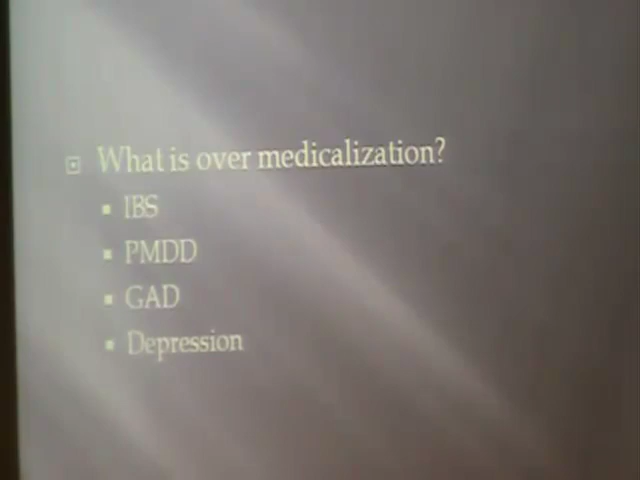 What is over medicalization?
IBS
PMDD
GAD
Depression